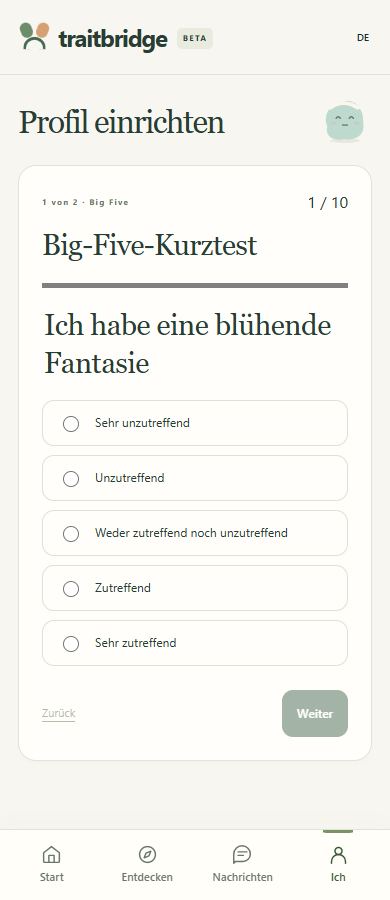 traitbridge BETA DE
Profil einrichten
1 von 2 · Big Five 1 / 10
Big-Five-Kurztest
Ich habe eine blühende
Fantasie
Sehr unzutreffend
Unzutreffend
Weder zutreffend noch unzutreffend
Zutreffend
Sehr zutreffend
Zurück Weiter
Start Entdecken Nachrichten Ich